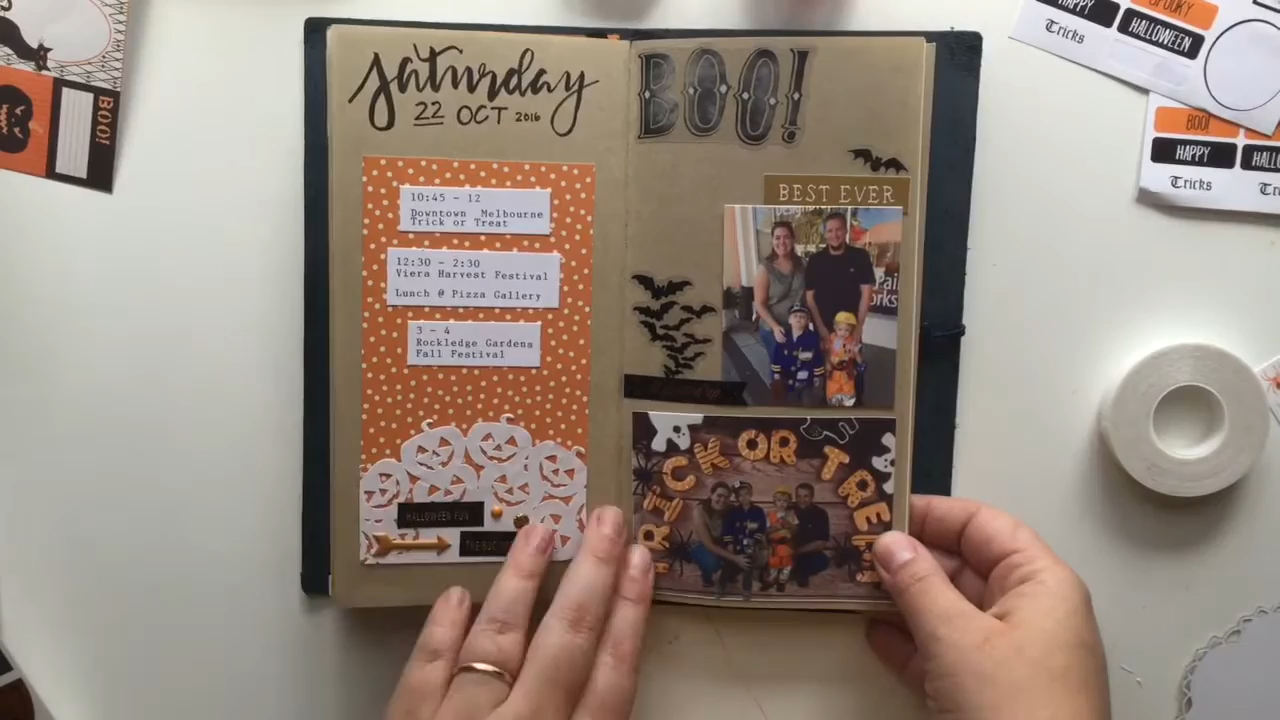 Saturday
22 OCT 2016
10:45 - 12
Downtown Melbourne
Trick or Treat
12:30 - 2:30
Viera Harvest Festival
Lunch @ Pizza Gallery
3 - 4
Rockledge Gardens
Fall Festival
HALLOWEEN FUN
BOO!
BEST EVER
TRICK OR TREAT
BOO!
SPOOKY
HAPPY
HALLOWEEN
Tricks
BOO!
HAPPY
Tricks